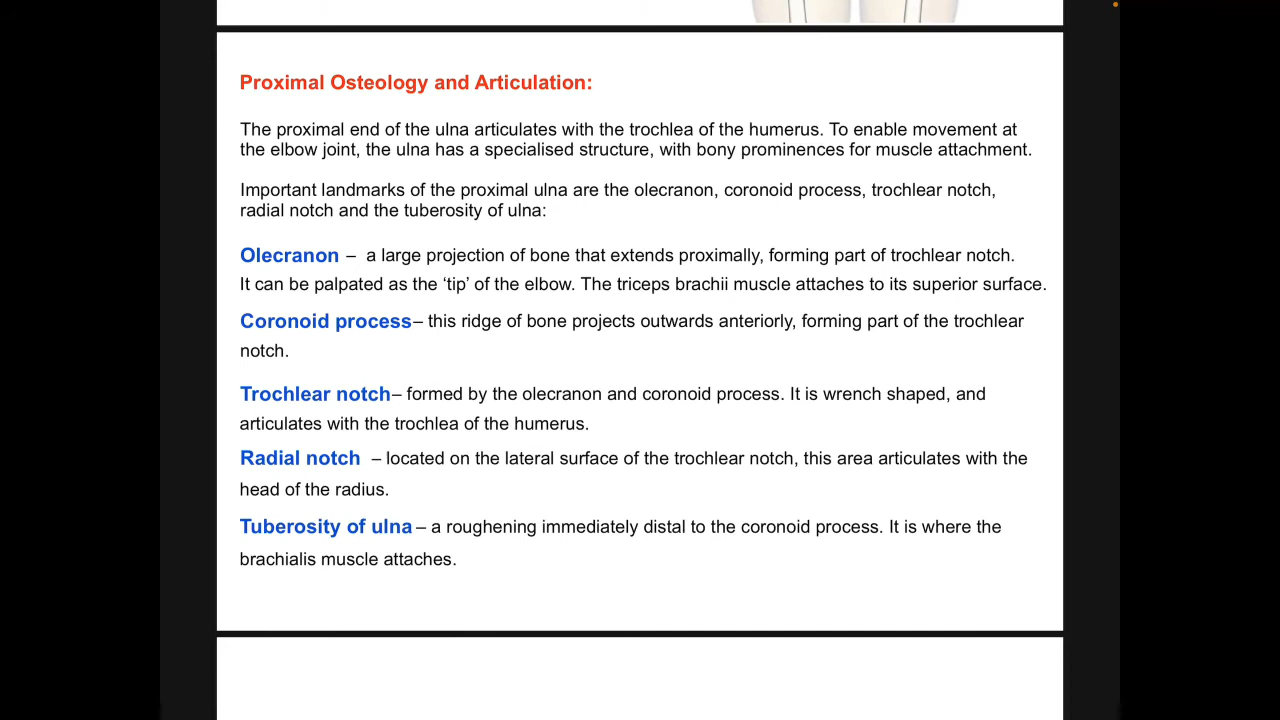 Proximal Osteology and Articulation:
The proximal end of the ulna articulates with the trochlea of the humerus. To enable movement at
the elbow joint, the ulna has a specialised structure, with bony prominences for muscle attachment.
Important landmarks of the proximal ulna are the olecranon, coronoid process, trochlear notch,
radial notch and the tuberosity of ulna:
Olecranon – a large projection of bone that extends proximally, forming part of trochlear notch.
It can be palpated as the ‘tip’ of the elbow. The triceps brachii muscle attaches to its superior surface.
Coronoid process– this ridge of bone projects outwards anteriorly, forming part of the trochlear
notch.
Trochlear notch– formed by the olecranon and coronoid process. It is wrench shaped, and
articulates with the trochlea of the humerus.
Radial notch – located on the lateral surface of the trochlear notch, this area articulates with the
head of the radius.
Tuberosity of ulna – a roughening immediately distal to the coronoid process. It is where the
brachialis muscle attaches.